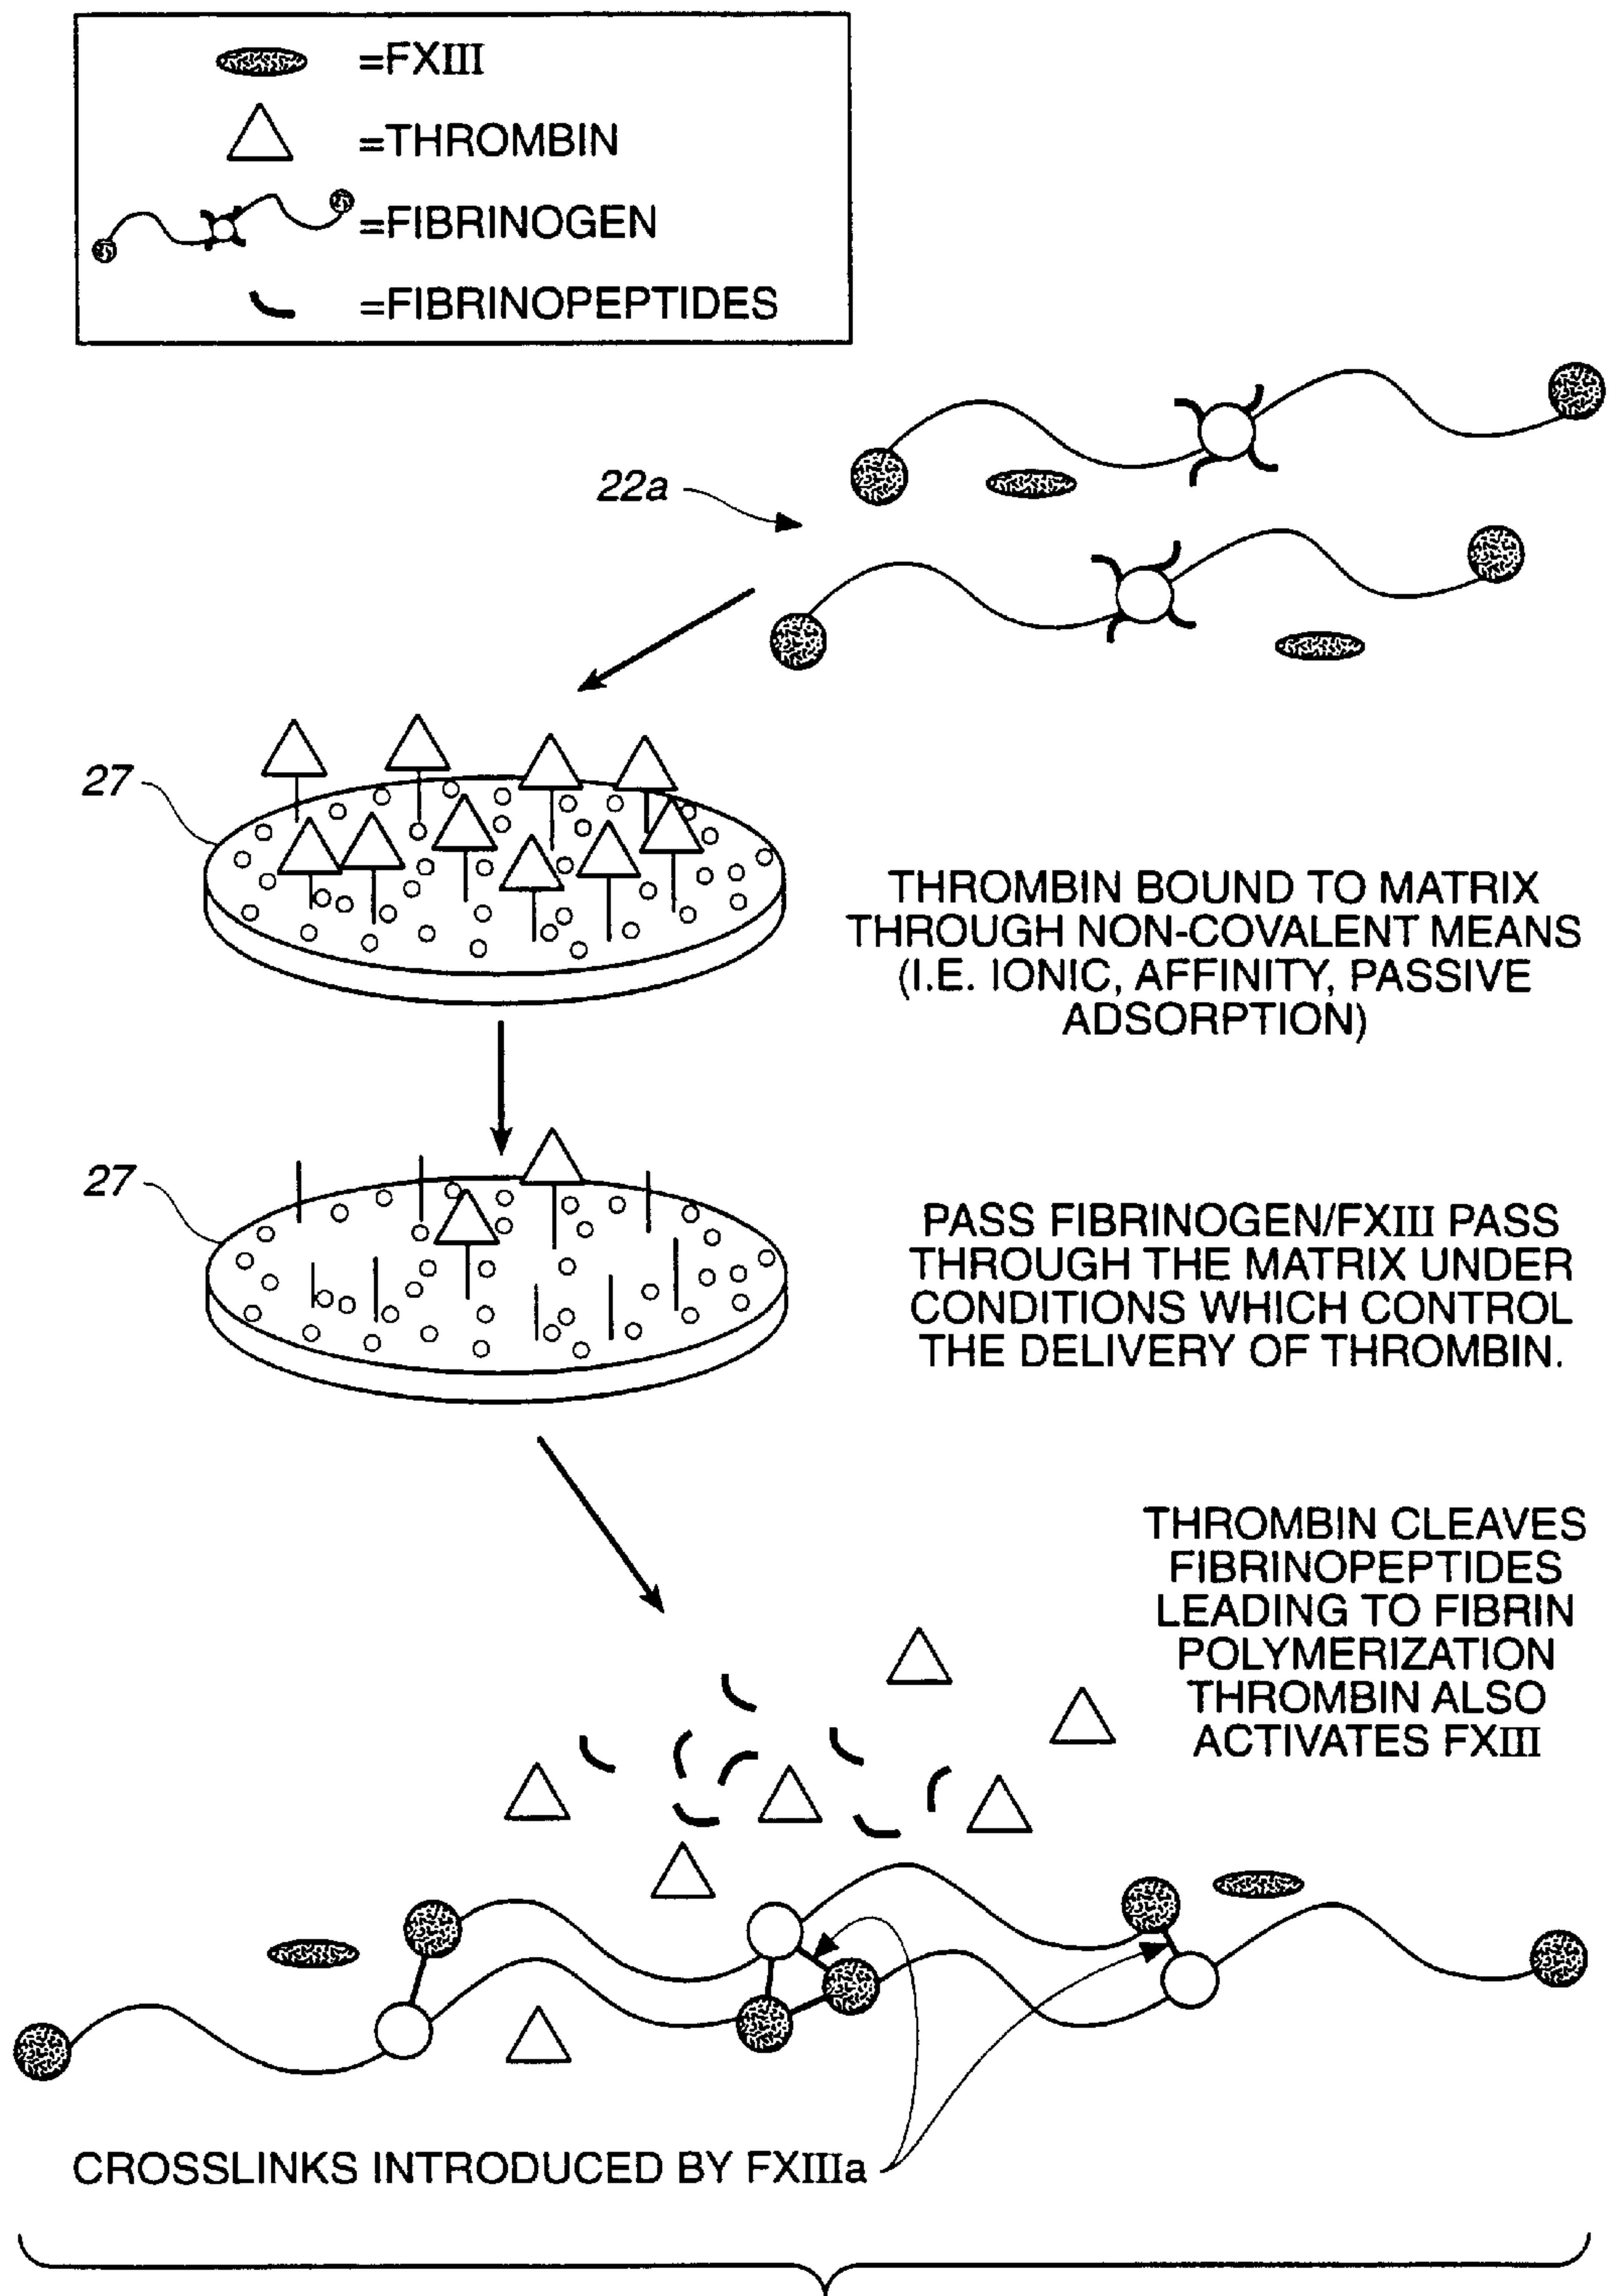 =FXIII
=THROMBIN
=FIBRINOGEN
=FIBRINOPEPTIDES
22a
27
THROMBIN BOUND TO MATRIX
THROUGH NON-COVALENT MEANS
(I.E. IONIC, AFFINITY, PASSIVE
ADSORPTION)
27
PASS FIBRINOGEN/FXIII PASS
THROUGH THE MATRIX UNDER
CONDITIONS WHICH CONTROL
THE DELIVERY OF THROMBIN.
THROMBIN CLEAVES
FIBRINOPEPTIDES
LEADING TO FIBRIN
POLYMERIZATION
THROMBIN ALSO
ACTIVATES FXIII
CROSSLINKS INTRODUCED BY FXIIIa